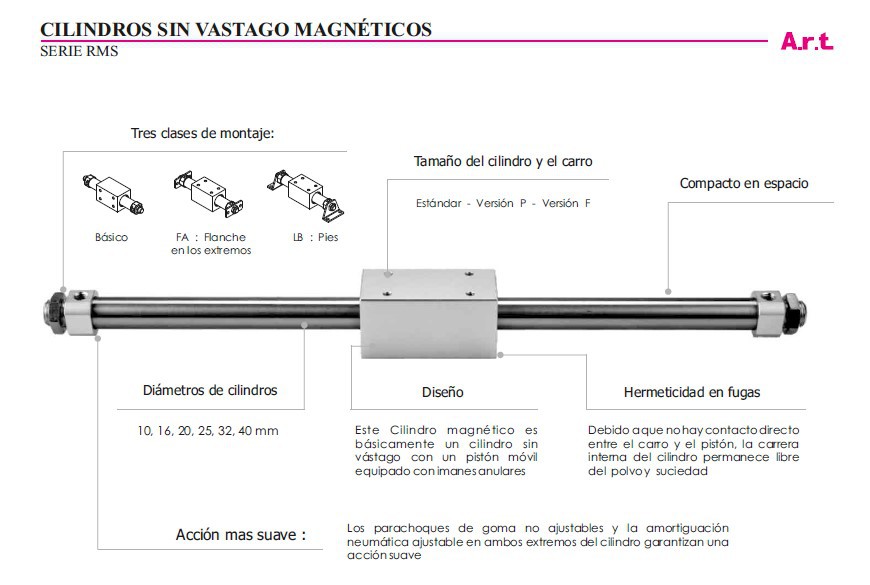 CILINDROS SIN VASTAGO MAGNÉTICOS
SERIE RMS
A.r.t.
Tres clases de montaje:
Básico
FA : Flanche
en los extremos
LB : Pies
Tamaño del cilindro y el carro
Estándar - Versión P - Versión F
Compacto en espacio
Diámetros de cilindros
10, 16, 20, 25, 32, 40 mm
Diseño
Este Cilindro magnético es
básicamente un cilindro sin
vástago con un pistón móvil
equipado con imanes anulares
Hermeticidad en fugas
Debido a que no hay contacto directo
entre el carro y el pistón, la carrera
interna del cilindro permanece libre
del polvo y suciedad
Acción mas suave :
Los parachoques de goma no ajustables y la amortiguación
neumática ajustable en ambos extremos del cilindro garantizan una
acción suave